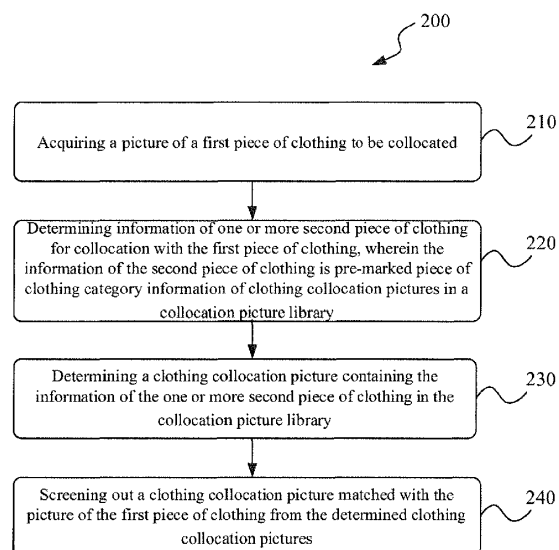 200
Acquiring a picture of a first piece of clothing to be collocated
210
Determining information of one or more second piece of clothing
for collocation with the first piece of clothing, wherein the
information of the second piece of clothing is pre-marked piece of
clothing category information of clothing collocation pictures in a
collocation picture library
220
Determining a clothing collocation picture containing the
information of the one or more second piece of clothing in the
collocation picture library
230
Screening out a clothing collocation picture matched with the
picture of the first piece of clothing from the determined clothing
collocation pictures
240